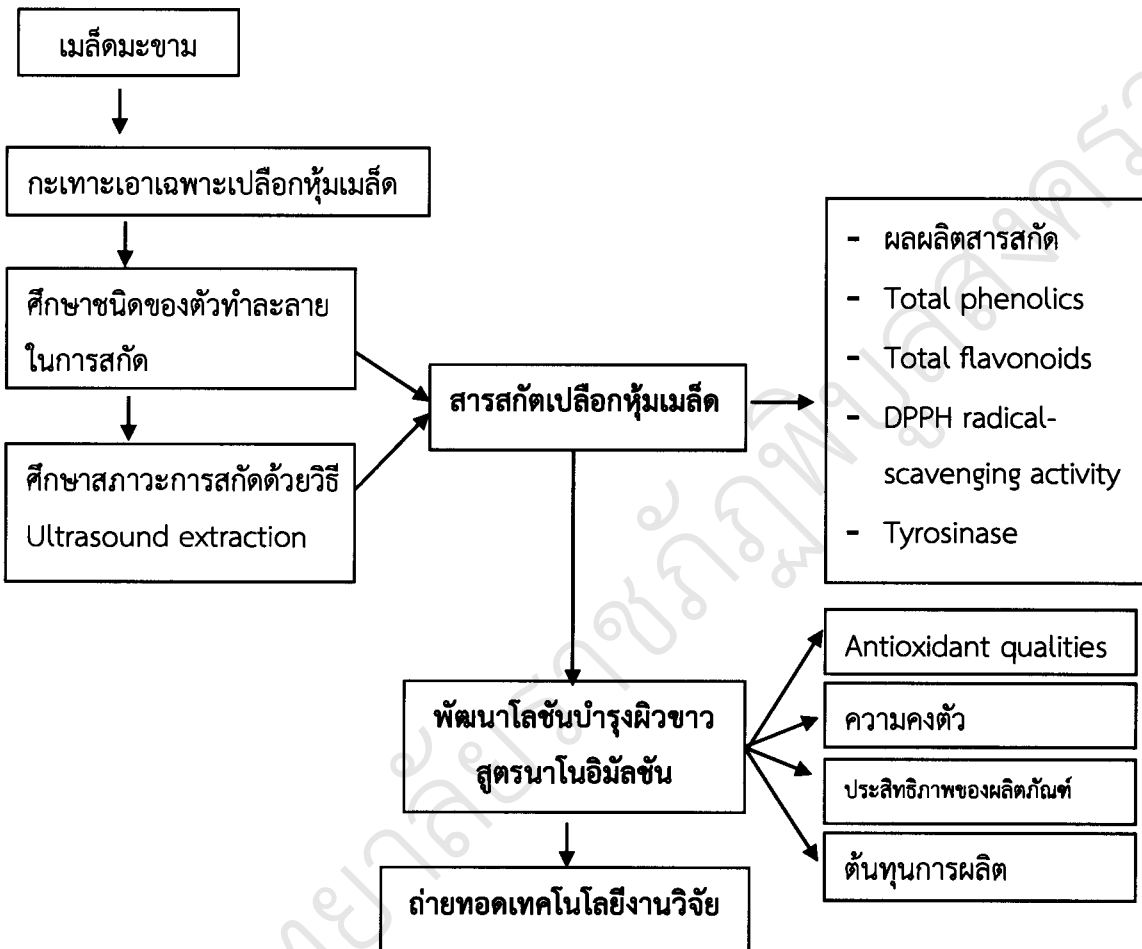 เมล็ดมะขาม
กะเทาะเอาเฉพาะเปลือกหุ้มเมล็ด
ศึกษาชนิดของตัวทำละลาย
ในการสกัด
ศึกษาสภาวะการสกัดด้วยวิธี
Ultrasound extraction
สารสกัดเปลือกหุ้มเมล็ด
- ผลผลิตสารสกัด
- Total phenolics
- Total flavonoids
- DPPH radical-
scavenging activity
- Tyrosinase
พัฒนาโลชันบำรุงผิวขาว
สูตรนาโนอิมัลชัน
Antioxidant qualities
ความคงตัว
ประสิทธิภาพของผลิตภัณฑ์
ต้นทุนการผลิต
ถ่ายทอดเทคโนโลยีงานวิจัย